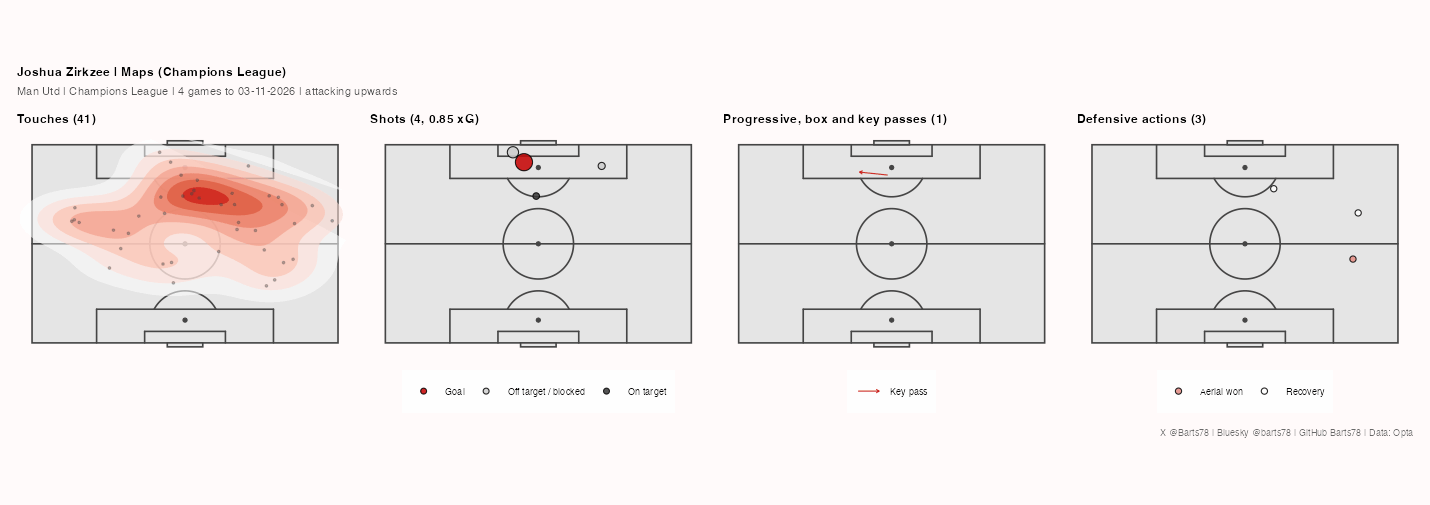 Joshua Zirkzee | Maps (Champions League)
Man Utd | Champions League | 4 games to 03-11-2026 | attacking upwards
Touches (41)
Shots (4, 0.85 xG)
Progressive, box and key passes (1)
Defensive actions (3)
Goal
Off target / blocked
On target
Key pass
Aerial won
Recovery
X @Barts78 | Bluesky @barts78 | GitHub Barts78 | Data: Opta